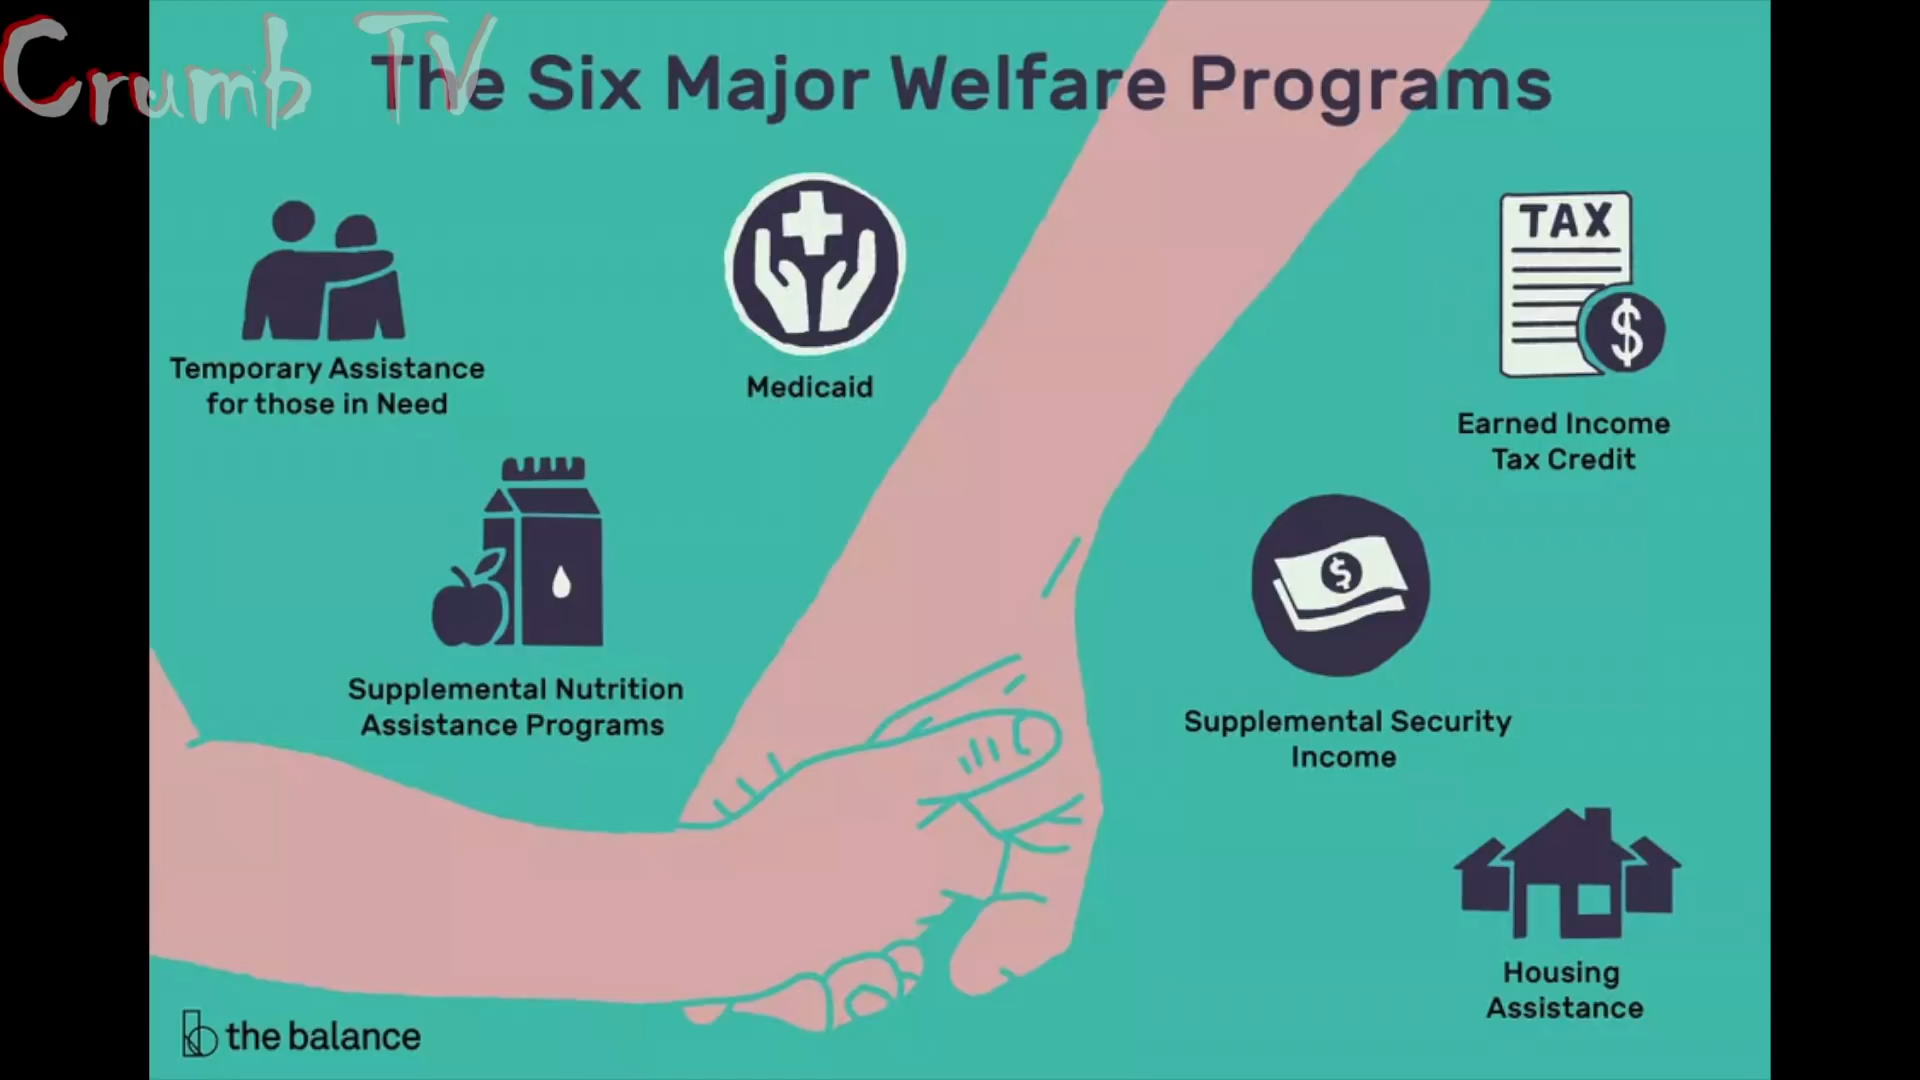 Crumb TV
The Six Major Welfare Programs
Temporary Assistance
for those in Need
Medicaid
TAX
$
Earned Income
Tax Credit
Supplemental Nutrition
Assistance Programs
$
Supplemental Security
Income
Housing
Assistance
the balance